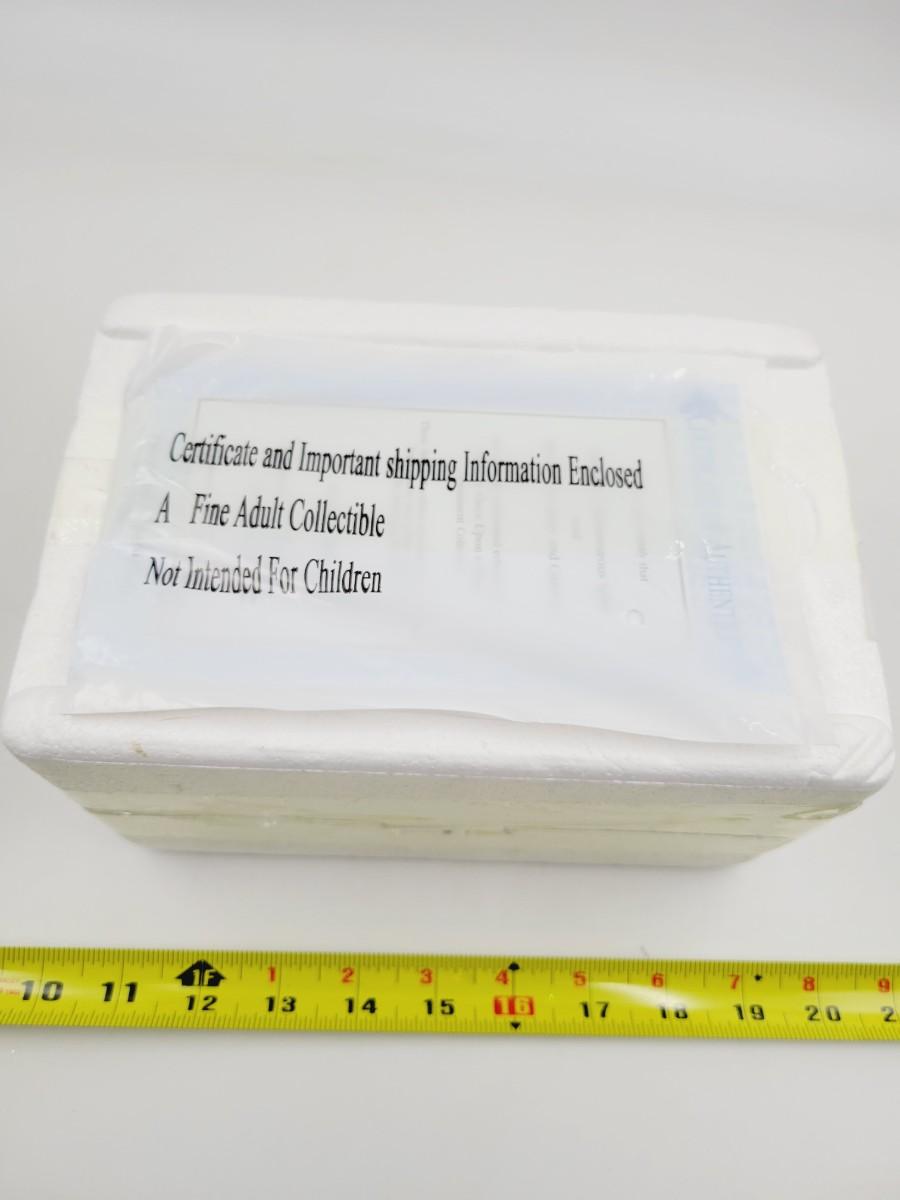 Certificate and Important shipping Information Enclosed
A Fine Adult Collectible
Not Intended For Children
1F 1 2 3 4 5 6 7 8 9
10 11 12 13 14 15 16 17 18 19 20